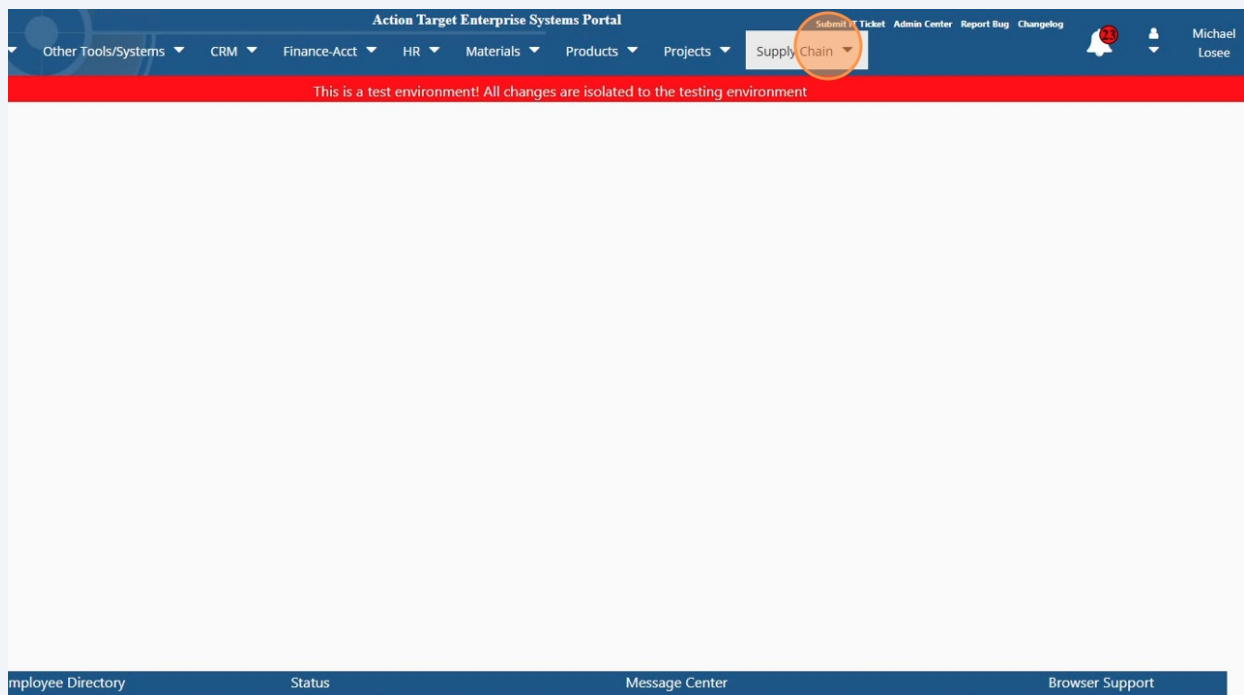 Action Target Enterprise Systems Portal
Submit IT Ticket Admin Center Report Bug Changelog
23
Michael
Losee
Other Tools/Systems CRM Finance-Acct HR Materials Products Projects Supply Chain
This is a test environment! All changes are isolated to the testing environment
mployee Directory Status Message Center Browser Support